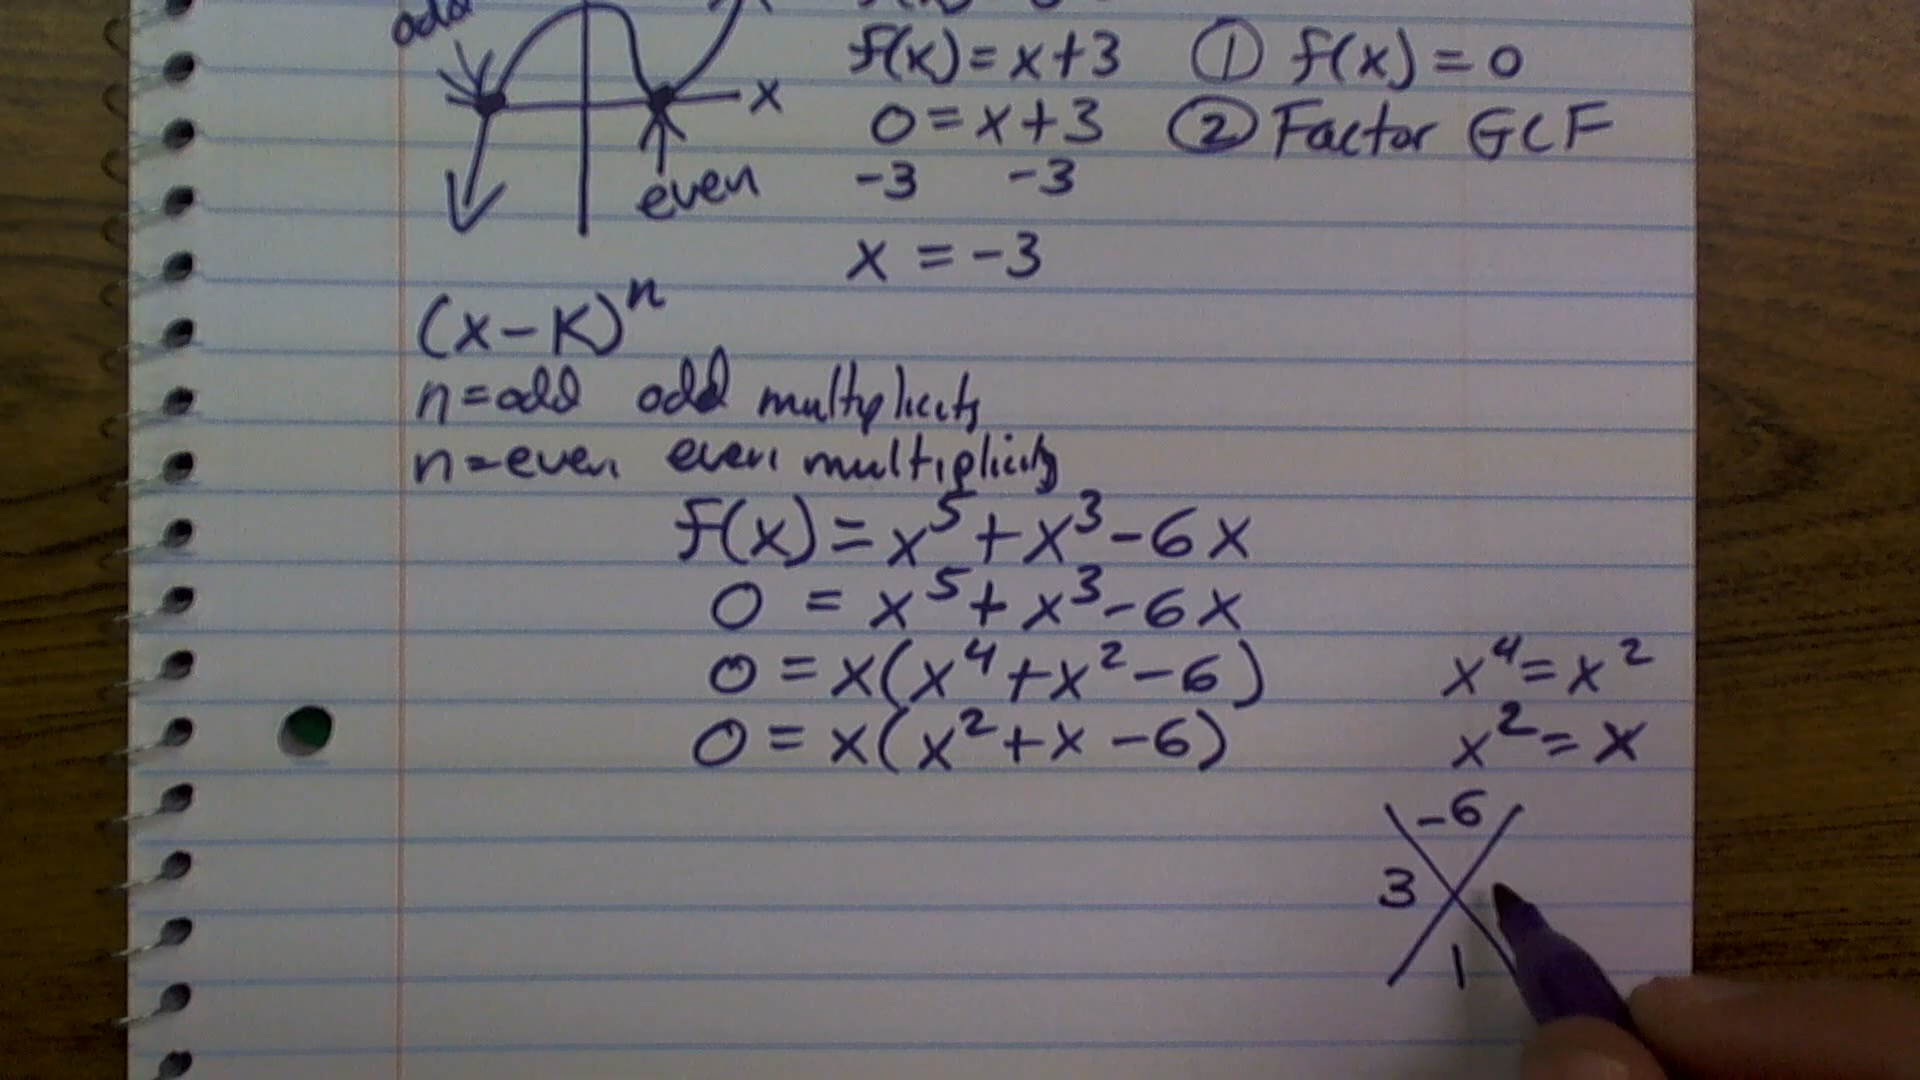 odd
f(x) = x+3 ① f(x) = 0
x
0 = x+3 ② Factor GCF
-3 -3
even
x = -3
(x-K)^n
n=odd odd multiplicity
n=even even multiplicity
f(x) = x^5 + x^3 - 6x
0 = x^5 + x^3 - 6x
0 = x(x^4 + x^2 - 6) x^4 = x^2
0 = x(x^2 + x - 6) x^2 = x
-6
3
1